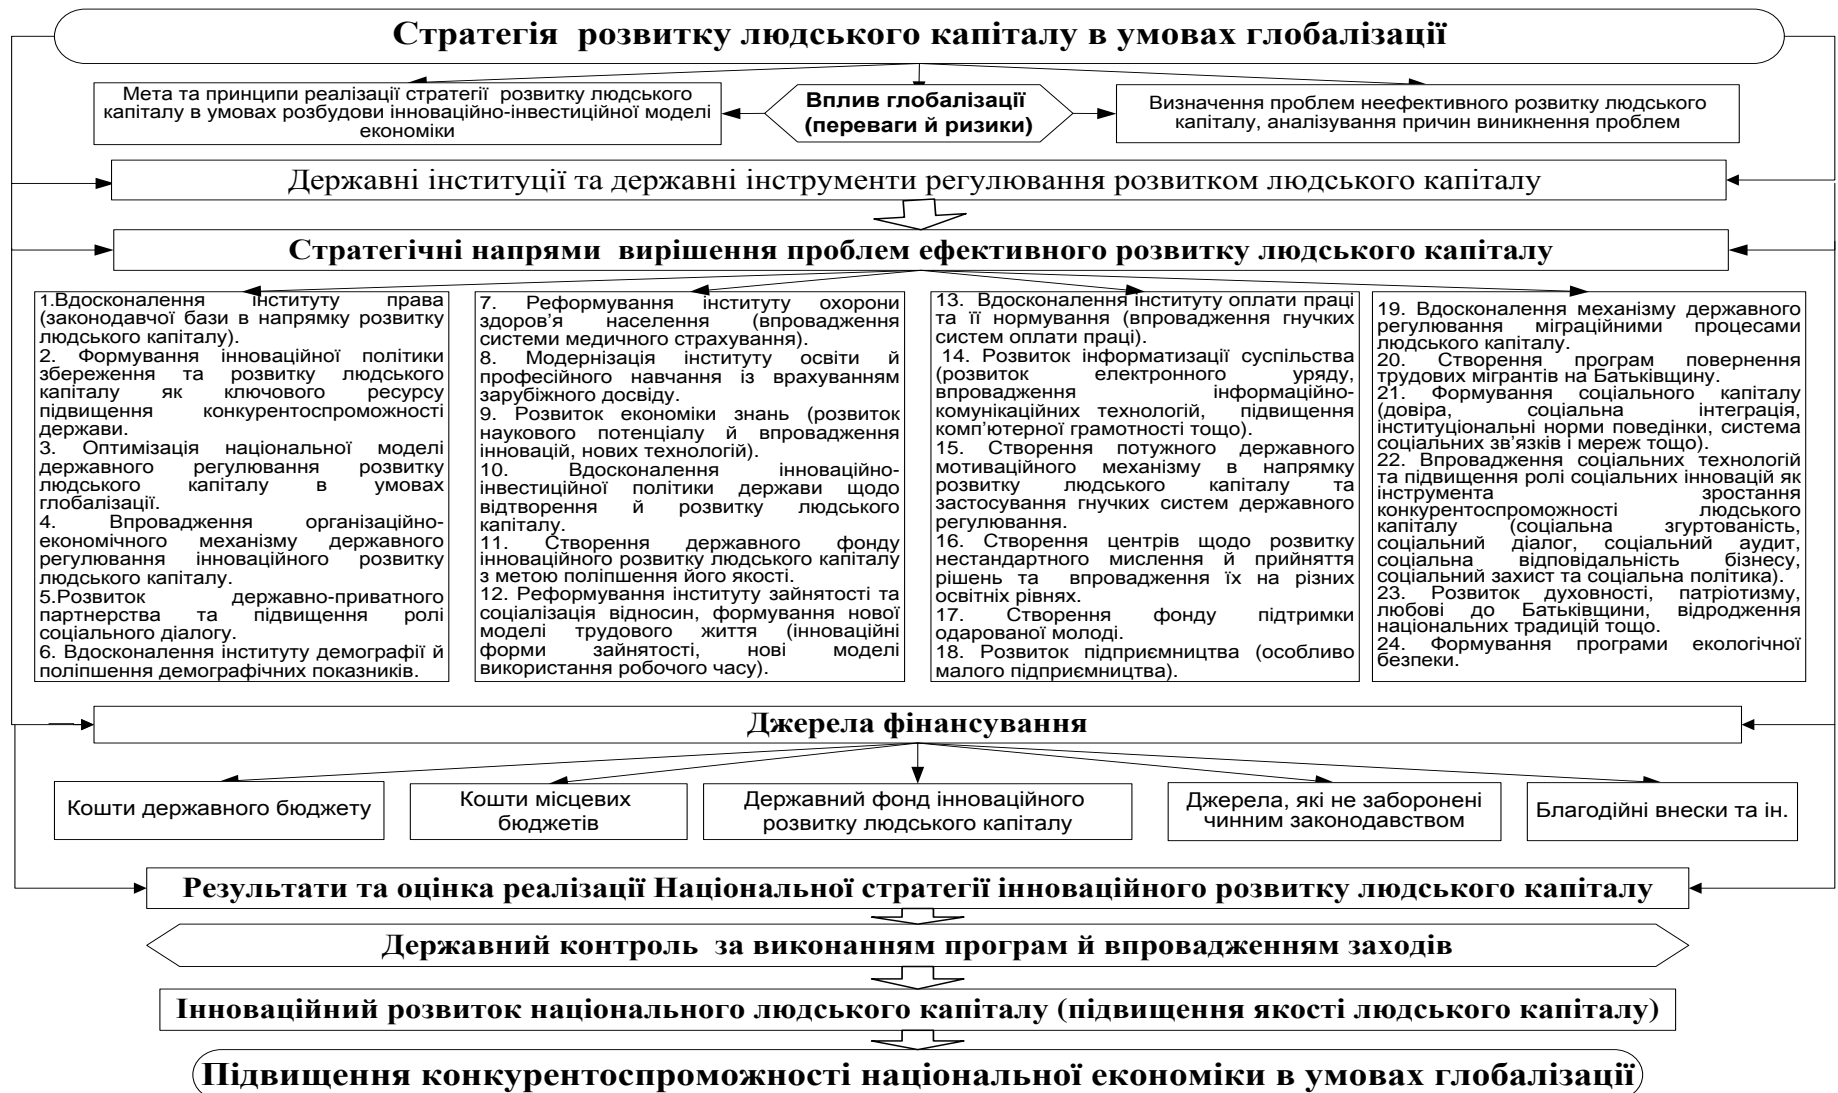 Стратегія розвитку людського капіталу в умовах глобалізації
Мета та принципи реалізації стратегії розвитку людського
капіталу в умовах розбудови інноваційно-інвестиційної моделі
економіки
Вплив глобалізації
(переваги й ризики)
Визначення проблем неефективного розвитку людського
капіталу, аналізування причин виникнення проблем
Державні інституції та державні інструменти регулювання розвитком людського капіталу
Стратегічні напрями вирішення проблем ефективного розвитку людського капіталу
1.Вдосконалення інституту права
(законодавчої бази в напрямку розвитку
людського капіталу).
2. Формування інноваційної політики
збереження та розвитку людського
капіталу як ключового ресурсу
підвищення конкурентоспроможності
держави.
3. Оптимізація національної моделі
державного регулювання розвитку
людського капіталу в умовах
глобалізації.
4. Впровадження організаційно-
економічного механізму державного
регулювання інноваційного розвитку
людського капіталу.
5.Розвиток державно-приватного
партнерства та підвищення ролі
соціального діалогу.
6. Вдосконалення інституту демографії й
поліпшення демографічних показників.
7. Реформування інституту охорони
здоров’я населення (впровадження
системи медичного страхування).
8. Модернізація інституту освіти й
професійного навчання із врахуванням
зарубіжного досвіду.
9. Розвиток економіки знань (розвиток
наукового потенціалу й впровадження
інновацій, нових технологій).
10. Вдосконалення інноваційно-
інвестиційної політики держави щодо
відтворення й розвитку людського
капіталу.
11. Створення державного фонду
інноваційного розвитку людського капіталу
з метою поліпшення його якості.
12. Реформування інституту зайнятості та
соціалізація відносин, формування нової
моделі трудового життя (інноваційні
форми зайнятості, нові моделі
використання робочого часу).
13. Вдосконалення інституту оплати праці
та її нормування (впровадження гнучких
систем оплати праці).
14. Розвиток інформатизації суспільства
(розвиток електронного уряду,
впровадження інформаційно-
комунікаційних технологій, підвищення
комп’ютерної грамотності тощо).
15. Створення потужного державного
мотиваційного механізму в напрямку
розвитку людського капіталу та
застосування гнучких систем державного
регулювання.
16. Створення центрів щодо розвитку
нестандартного мислення й прийняття
рішень та впровадження їх на різних
освітніх рівнях.
17. Створення фонду підтримки
одарованої молоді.
18. Розвиток підприємництва (особливо
малого підприємництва).
19. Вдосконалення механізму державного
регулювання міграційними процесами
людського капіталу.
20. Створення програм повернення
трудових мігрантів на Батьківщину.
21. Формування соціального капіталу
(довіра, соціальна інтеграція,
інституціональні норми поведінки, система
соціальних зв’язків і мереж тощо).
22. Впровадження соціальних технологій
та підвищення ролі соціальних інновацій як
інструмента зростання
конкурентоспроможності людського
капіталу (соціальна згуртованість,
соціальний діалог, соціальний аудит,
соціальна відповідальність бізнесу,
соціальний захист та соціальна політика).
23. Розвиток духовності, патріотизму,
любові до Батьківщини, відродження
національних традицій тощо.
24. Формування програми екологічної
безпеки.
Джерела фінансування
Кошти державного бюджету
Кошти місцевих
бюджетів
Державний фонд інноваційного
розвитку людського капіталу
Джерела, які не заборонені
чинним законодавством
Благодійні внески та ін.
Результати та оцінка реалізації Національної стратегії інноваційного розвитку людського капіталу
Державний контроль за виконанням програм й впровадженням заходів
Інноваційний розвиток національного людського капіталу (підвищення якості людського капіталу)
Підвищення конкурентоспроможності національної економіки в умовах глобалізації